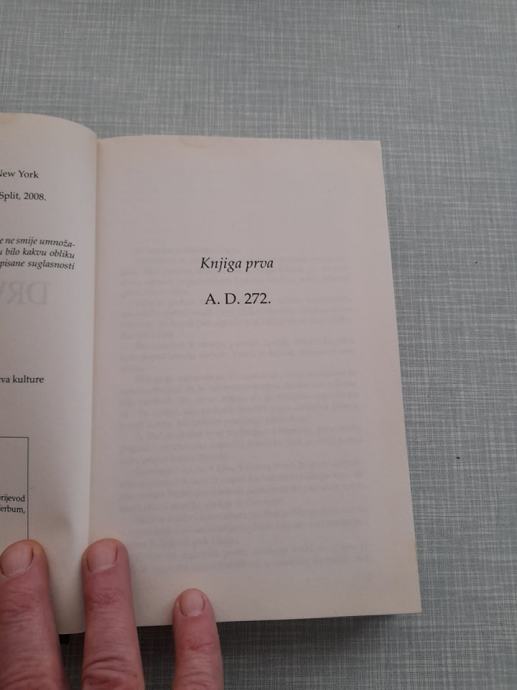 New York
Split, 2008.
e ne smije umnoža-
u bilo kakvu obliku
pisane suglasnosti
va kulture
rijevod
erbum,
Knjiga prva
A. D. 272.